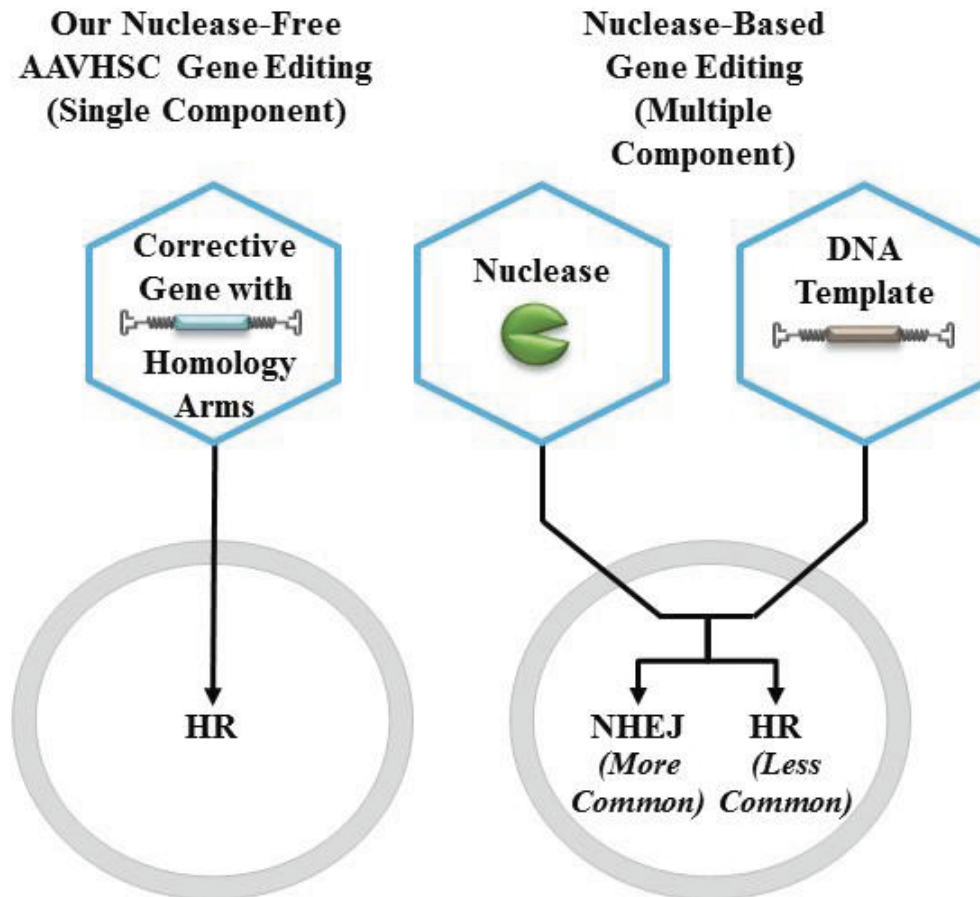 Our Nuclease-Free
AAVHSC Gene Editing
(Single Component)
Nuclease-Based
Gene Editing
(Multiple
Component)
Corrective
Gene with
Homology
Arms
Nuclease
DNA
Template
HR
NHEJ
(More
Common)
HR
(Less
Common)